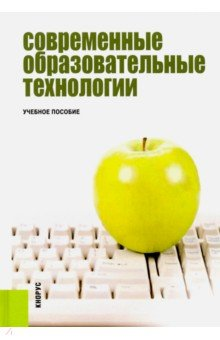 СОВРЕМЕННЫЕ
ОБРАЗОВАТЕЛЬНЫЕ
ТЕХНОЛОГИИ
УЧЕБНОЕ ПОСОБИЕ
КНОРУС